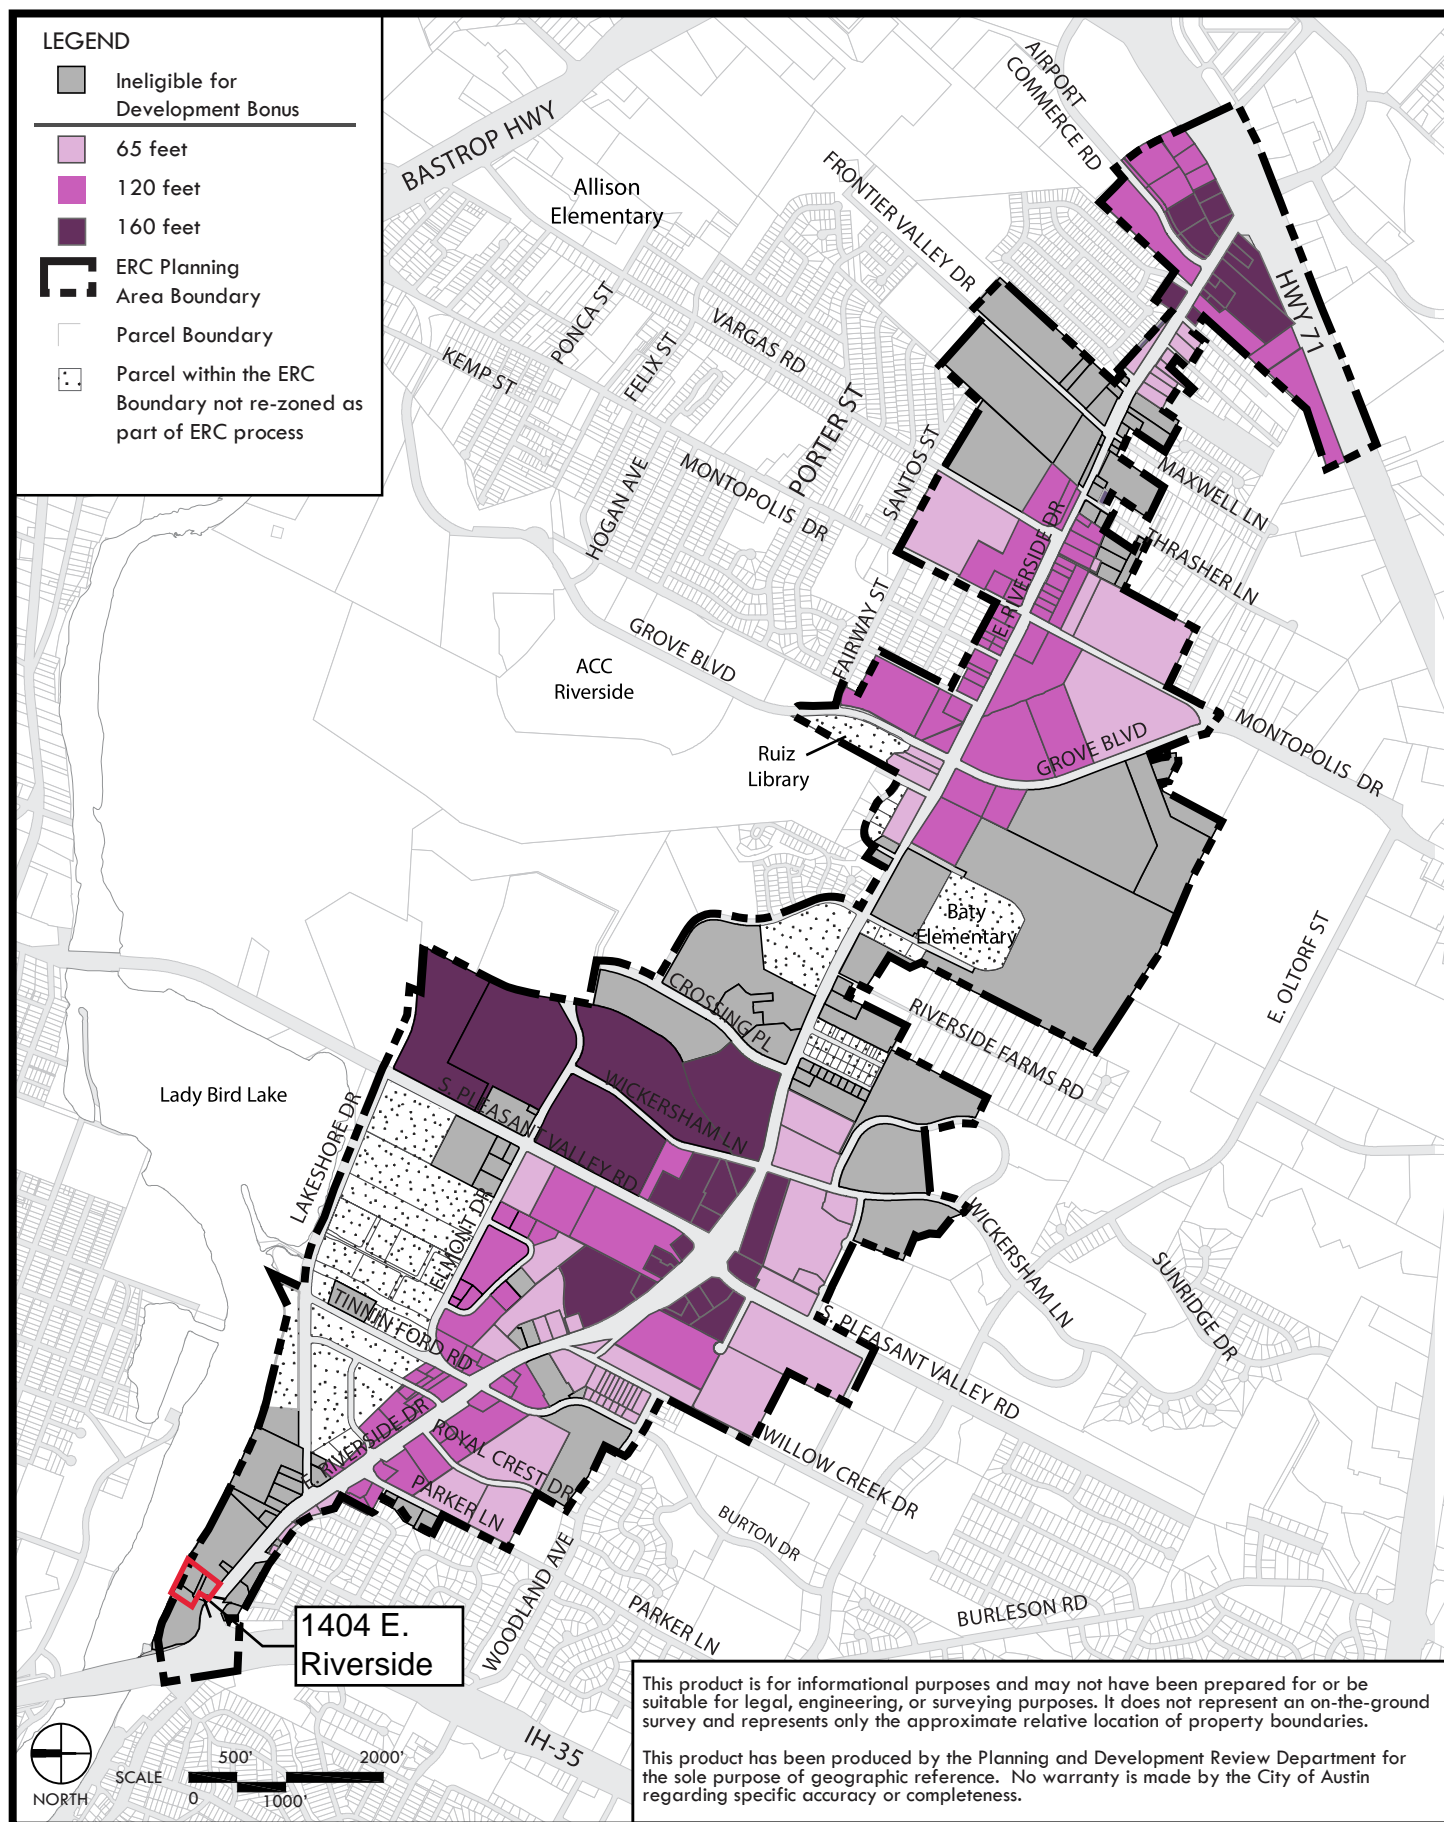 LEGEND
Ineligible for
Development Bonus
65 feet
120 feet
160 feet
ERC Planning
Area Boundary
Parcel Boundary
Parcel within the ERC
Boundary not re-zoned as
part of ERC process
BASTROP HWY
AIRPORT
COMMERCE RD
Allison
Elementary
FRONTIER VALLEY DR
HWY 71
PONCA ST
VARGAS RD
KEMP ST
FELIX ST
PORTER ST
SANTOS ST
MAXWELL LN
HOGAN AVE
MONTOPOLIS DR
THRASHER LN
E. RIVERSIDE DR
FAIRWAY ST
GROVE BLVD
ACC
Riverside
MONTOPOLIS DR
GROVE BLVD
Ruiz
Library
Baty
Elementary
E. OLTORF ST
CROSSING PL
RIVERSIDE FARMS RD
Lady Bird Lake
LAKESHORE DR
S. PLEASANT VALLEY RD
WICKERSHAM LN
ELMONT DR
WICKERSHAM LN
SUNRIDGE DR
TINNIN FORD RD
S. PLEASANT VALLEY RD
E. RIVERSIDE DR
ROYAL CREST DR
WILLOW CREEK DR
PARKER LN
BURTON DR
WOODLAND AVE
BURLESON RD
PARKER LN
1404 E.
Riverside
IH-35
NORTH
SCALE
500'
2000'
0
1000'
This product is for informational purposes and may not have been prepared for or be
suitable for legal, engineering, or surveying purposes. It does not represent an on-the-ground
survey and represents only the approximate relative location of property boundaries.
This product has been produced by the Planning and Development Review Department for
the sole purpose of geographic reference. No warranty is made by the City of Austin
regarding specific accuracy or completeness.